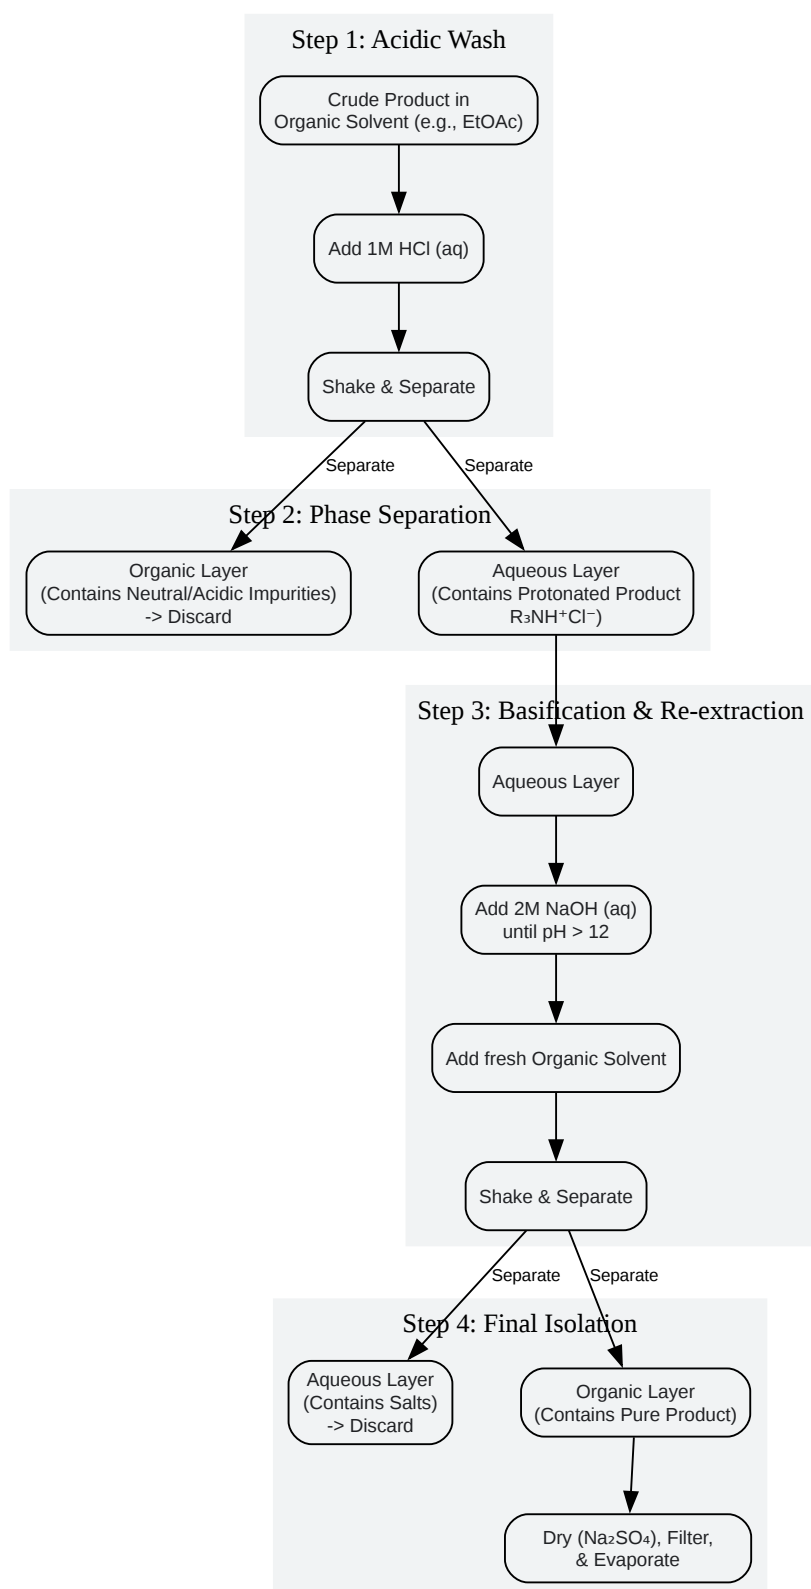 Step 1: Acidic Wash
Crude Product in
Organic Solvent (e.g., EtOAc)
Add 1M HCl (aq)
Shake & Separate
Separate
Separate
Step 2: Phase Separation
Organic Layer
(Contains Neutral/Acidic Impurities)
-> Discard
Aqueous Layer
(Contains Protonated Product
R₃NH⁺Cl⁻)
Step 3: Basification & Re-extraction
Aqueous Layer
Add 2M NaOH (aq)
until pH > 12
Add fresh Organic Solvent
Shake & Separate
Separate
Separate
Step 4: Final Isolation
Aqueous Layer
(Contains Salts)
-> Discard
Organic Layer
(Contains Pure Product)
Dry (Na₂SO₄), Filter,
& Evaporate